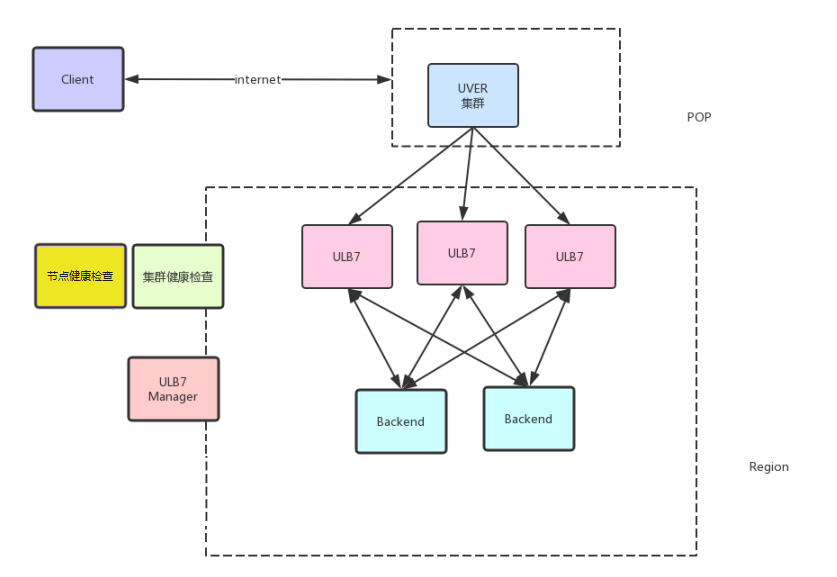 Client
internet
UVER
集群
POP
ULB7
ULB7
ULB7
节点健康检查
集群健康检查
ULB7
Manager
Backend
Backend
Region